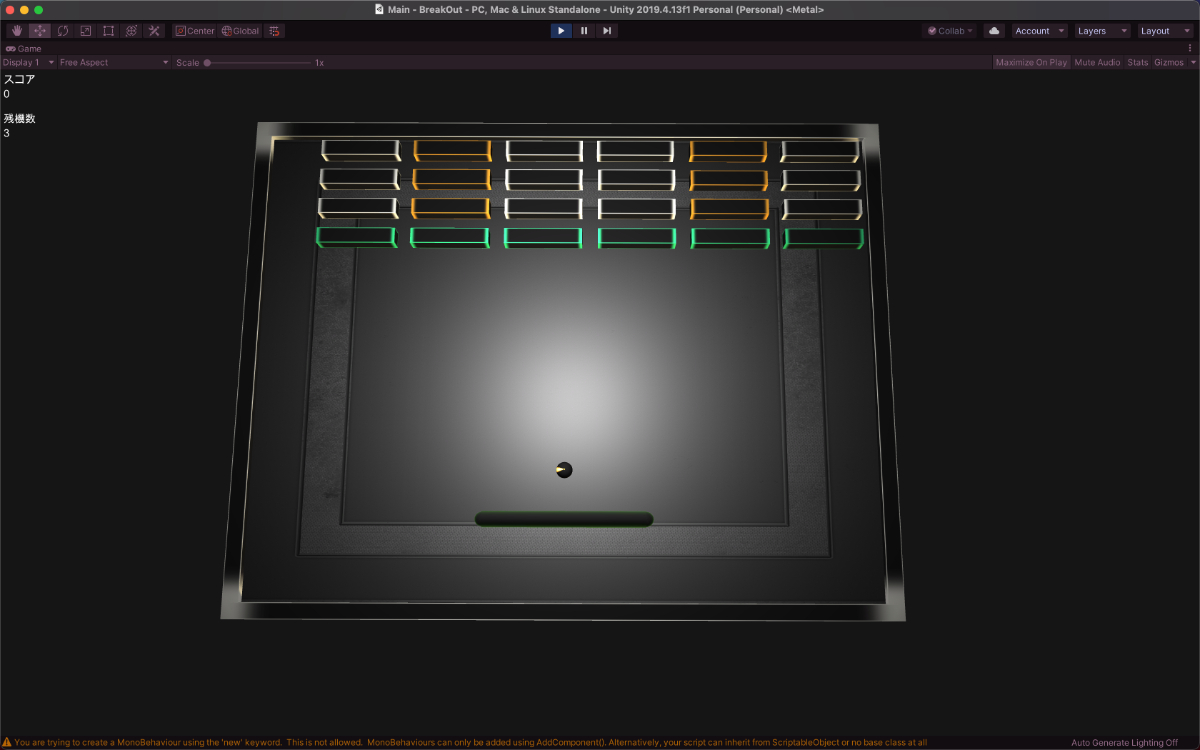 Main - BreakOut - PC, Mac & Linux Standalone - Unity 2019.4.13f1 Personal (Personal) <Metal>
Center Global Collab Account Layers Layout
Game
Display 1 Free Aspect Scale 1x Maximize On Play Mute Audio Stats Gizmos
スコア
0
残機数
3
You are trying to create a MonoBehaviour using the 'new' keyword. This is not allowed. MonoBehaviours can only be added using AddComponent(). Alternatively, your script can inherit from ScriptableObject or no base class at all
Auto Generate Lighting Off